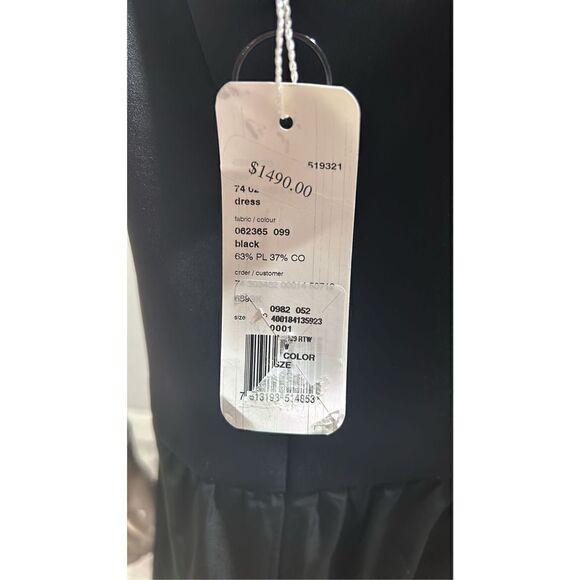 519321
$1490.00
74 02
dress
fabric / colour
062365 099
black
63% PL 37% CO
order / customer
size
0982 052
400184135923
0001
RTW
W
COLOR